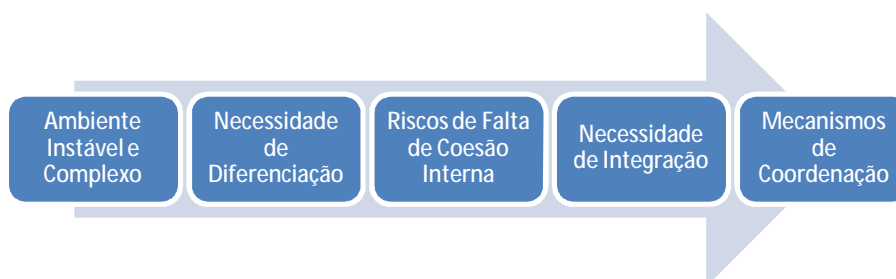 Ambiente
Instável e
Complexo
Necessidade
de
Diferenciação
Riscos de Falta
de Coesão
Interna
Necessidade
de Integração
Mecanismos
de
Coordenação